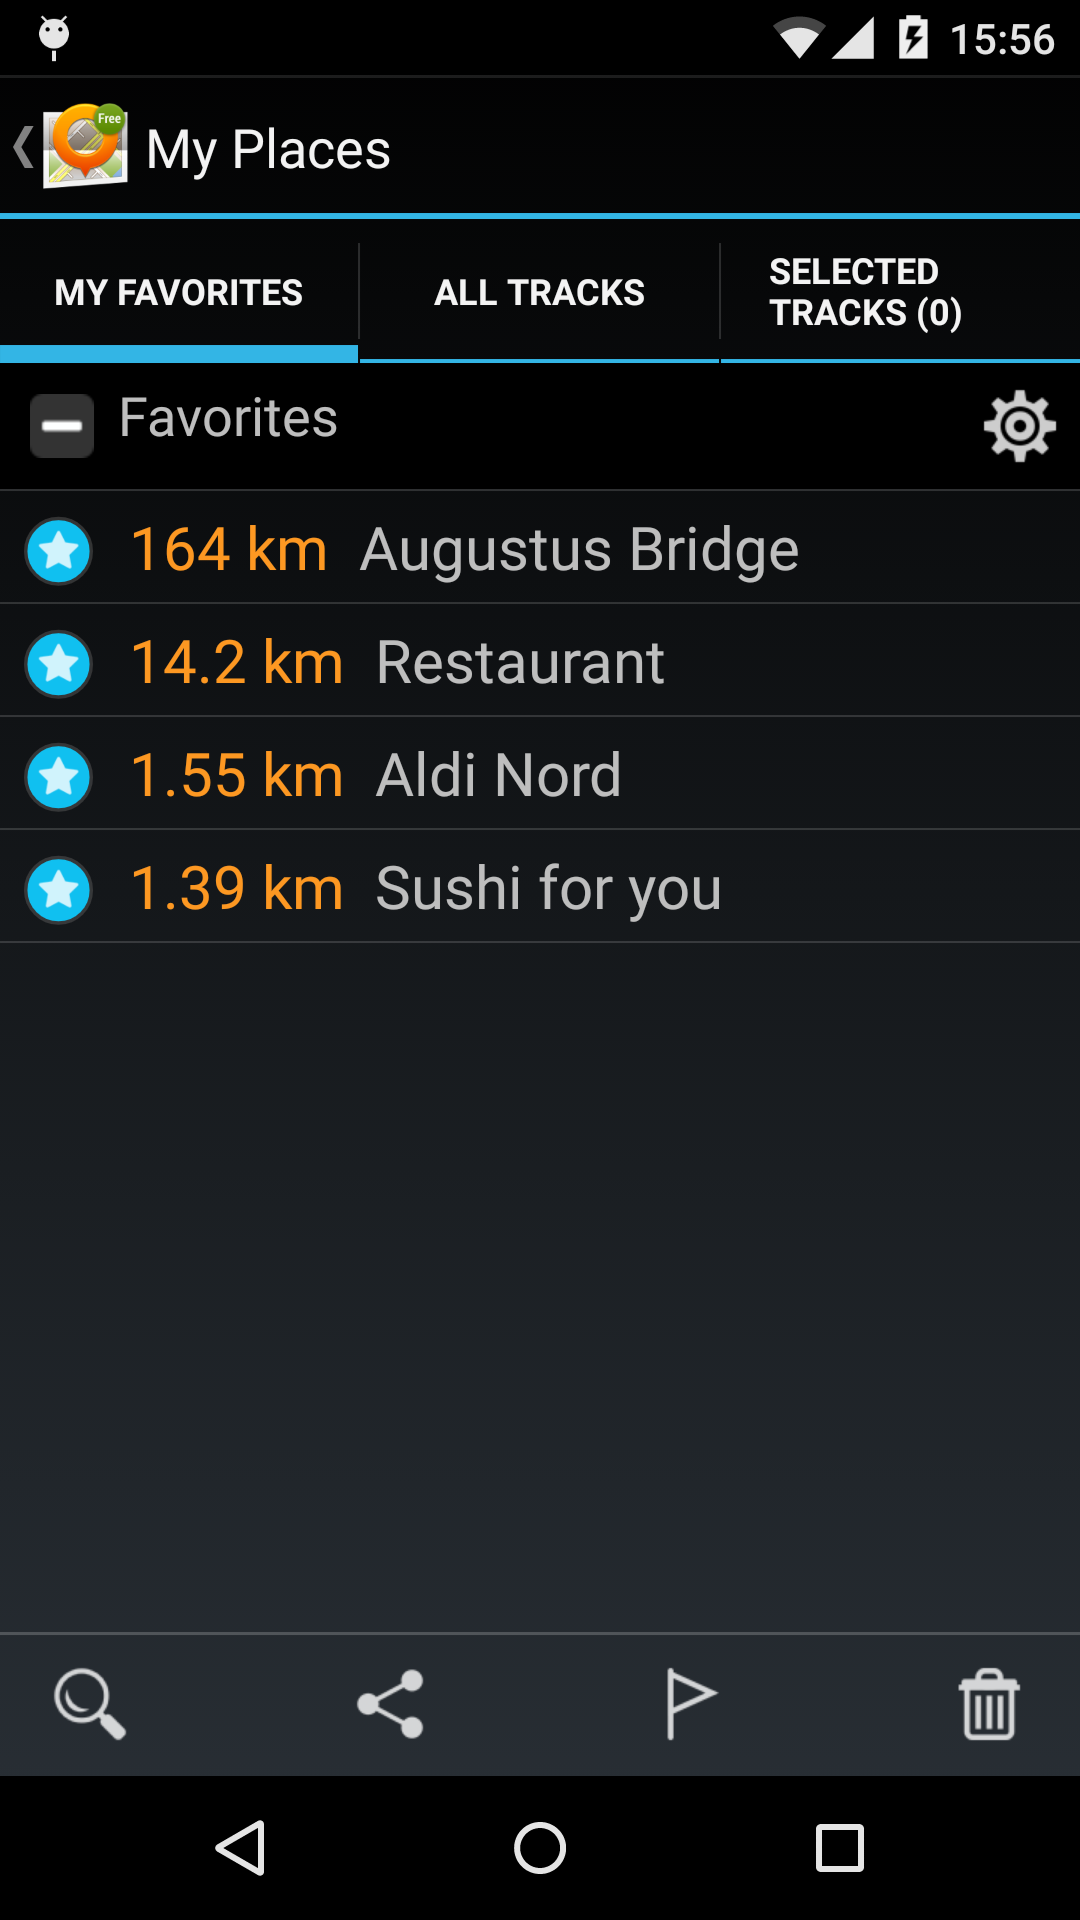 15:56
Free
My Places
MY FAVORITES
ALL TRACKS
SELECTED
TRACKS (0)
Favorites
164 km Augustus Bridge
14.2 km Restaurant
1.55 km Aldi Nord
1.39 km Sushi for you